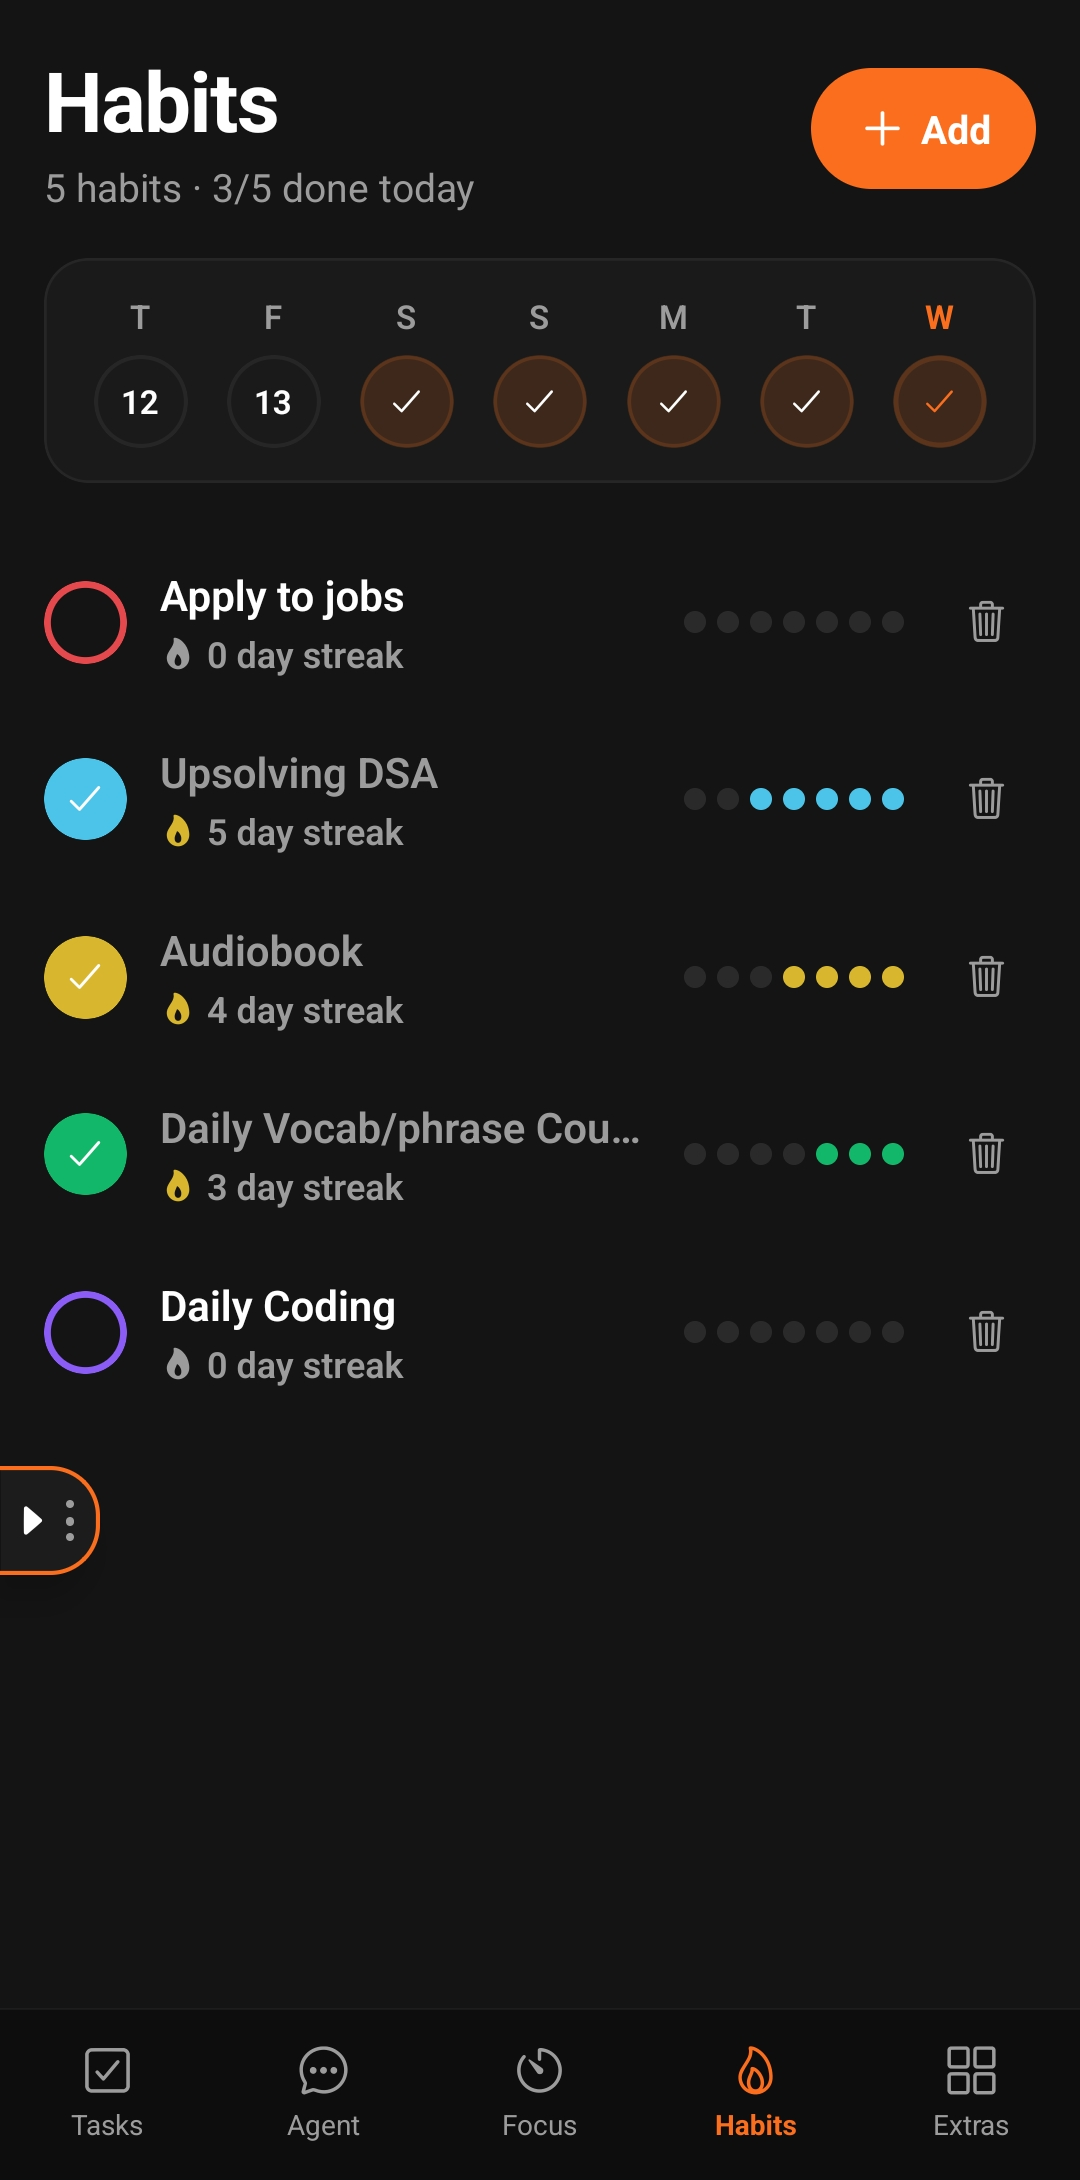 Habits
+ Add
5 habits · 3/5 done today
T F S S M T W
12 13
Apply to jobs
0 day streak
Upsolving DSA
5 day streak
Audiobook
4 day streak
Daily Vocab/phrase Cou...
3 day streak
Daily Coding
0 day streak
Tasks Agent Focus Habits Extras